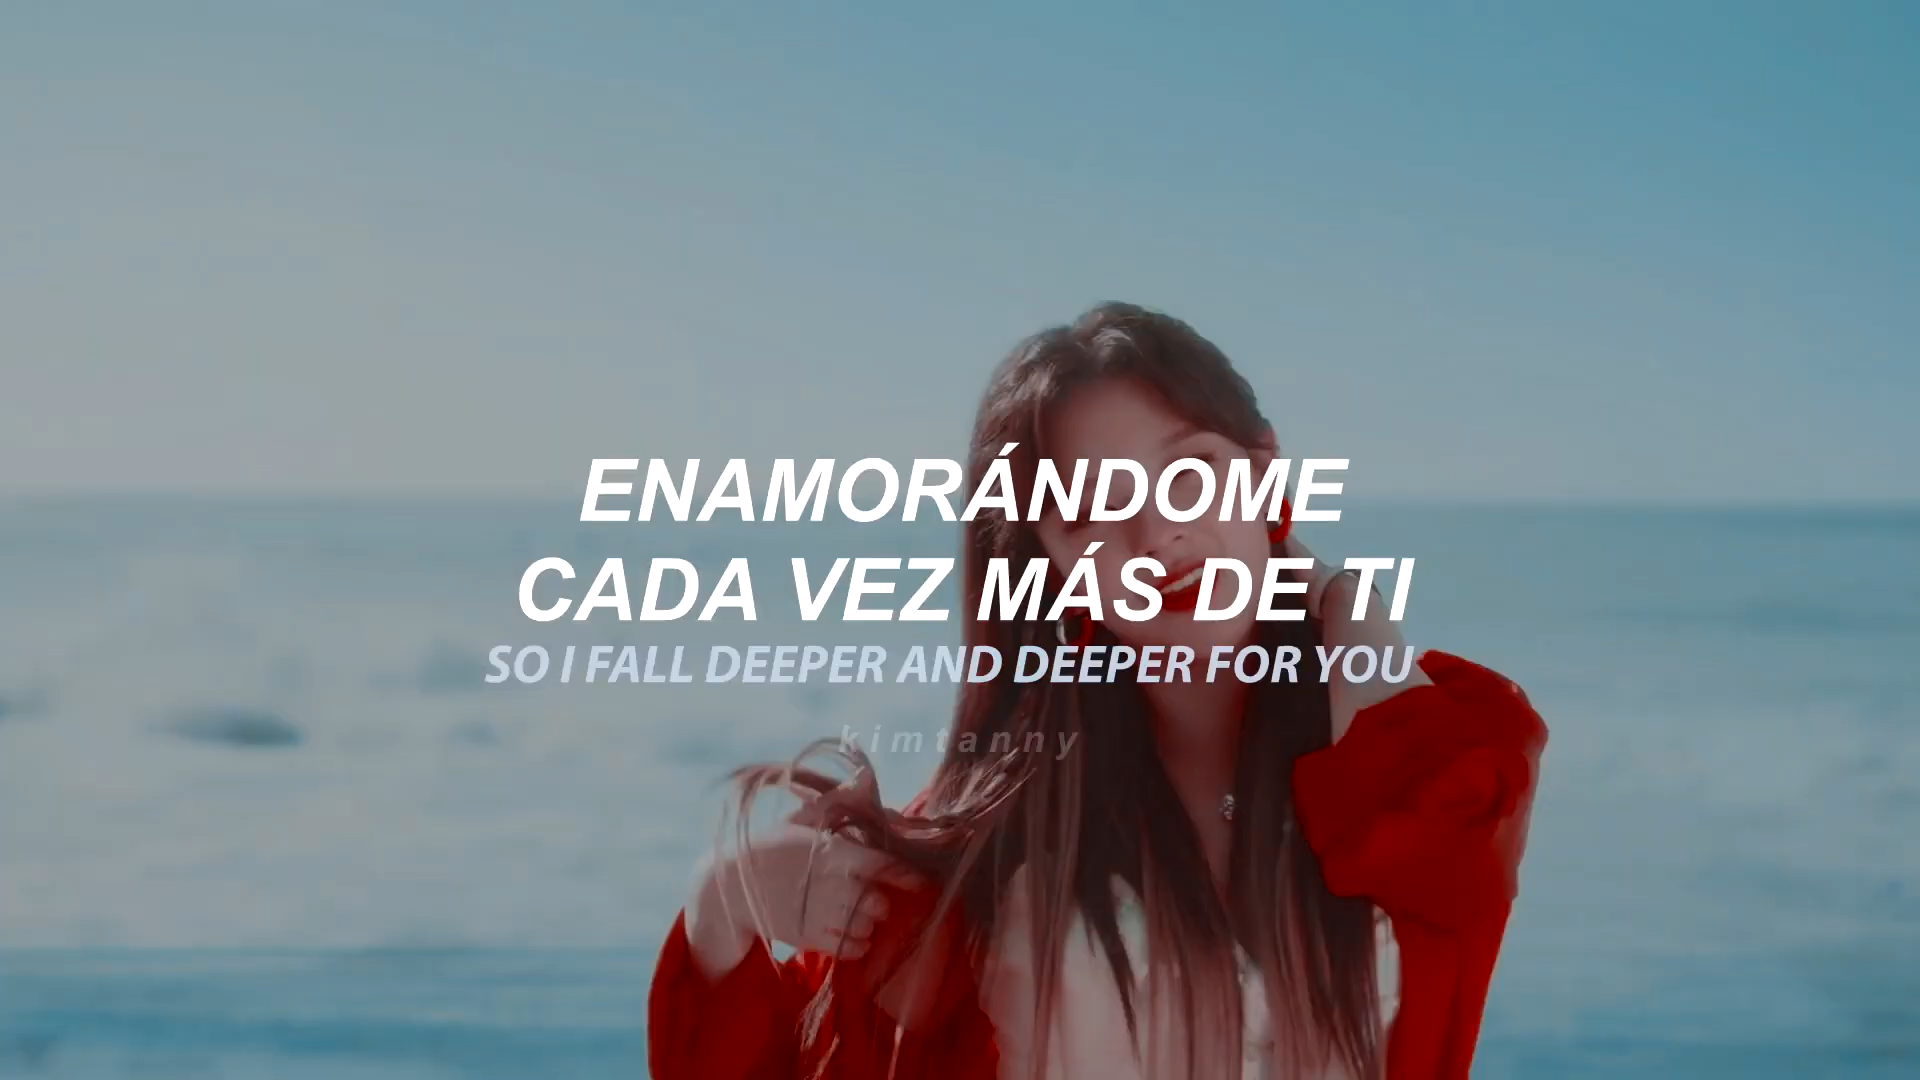 ENAMORÁNDOME
CADA VEZ MÁS DE TI
SO I FALL DEEPER AND DEEPER FOR YOU
kimtanny